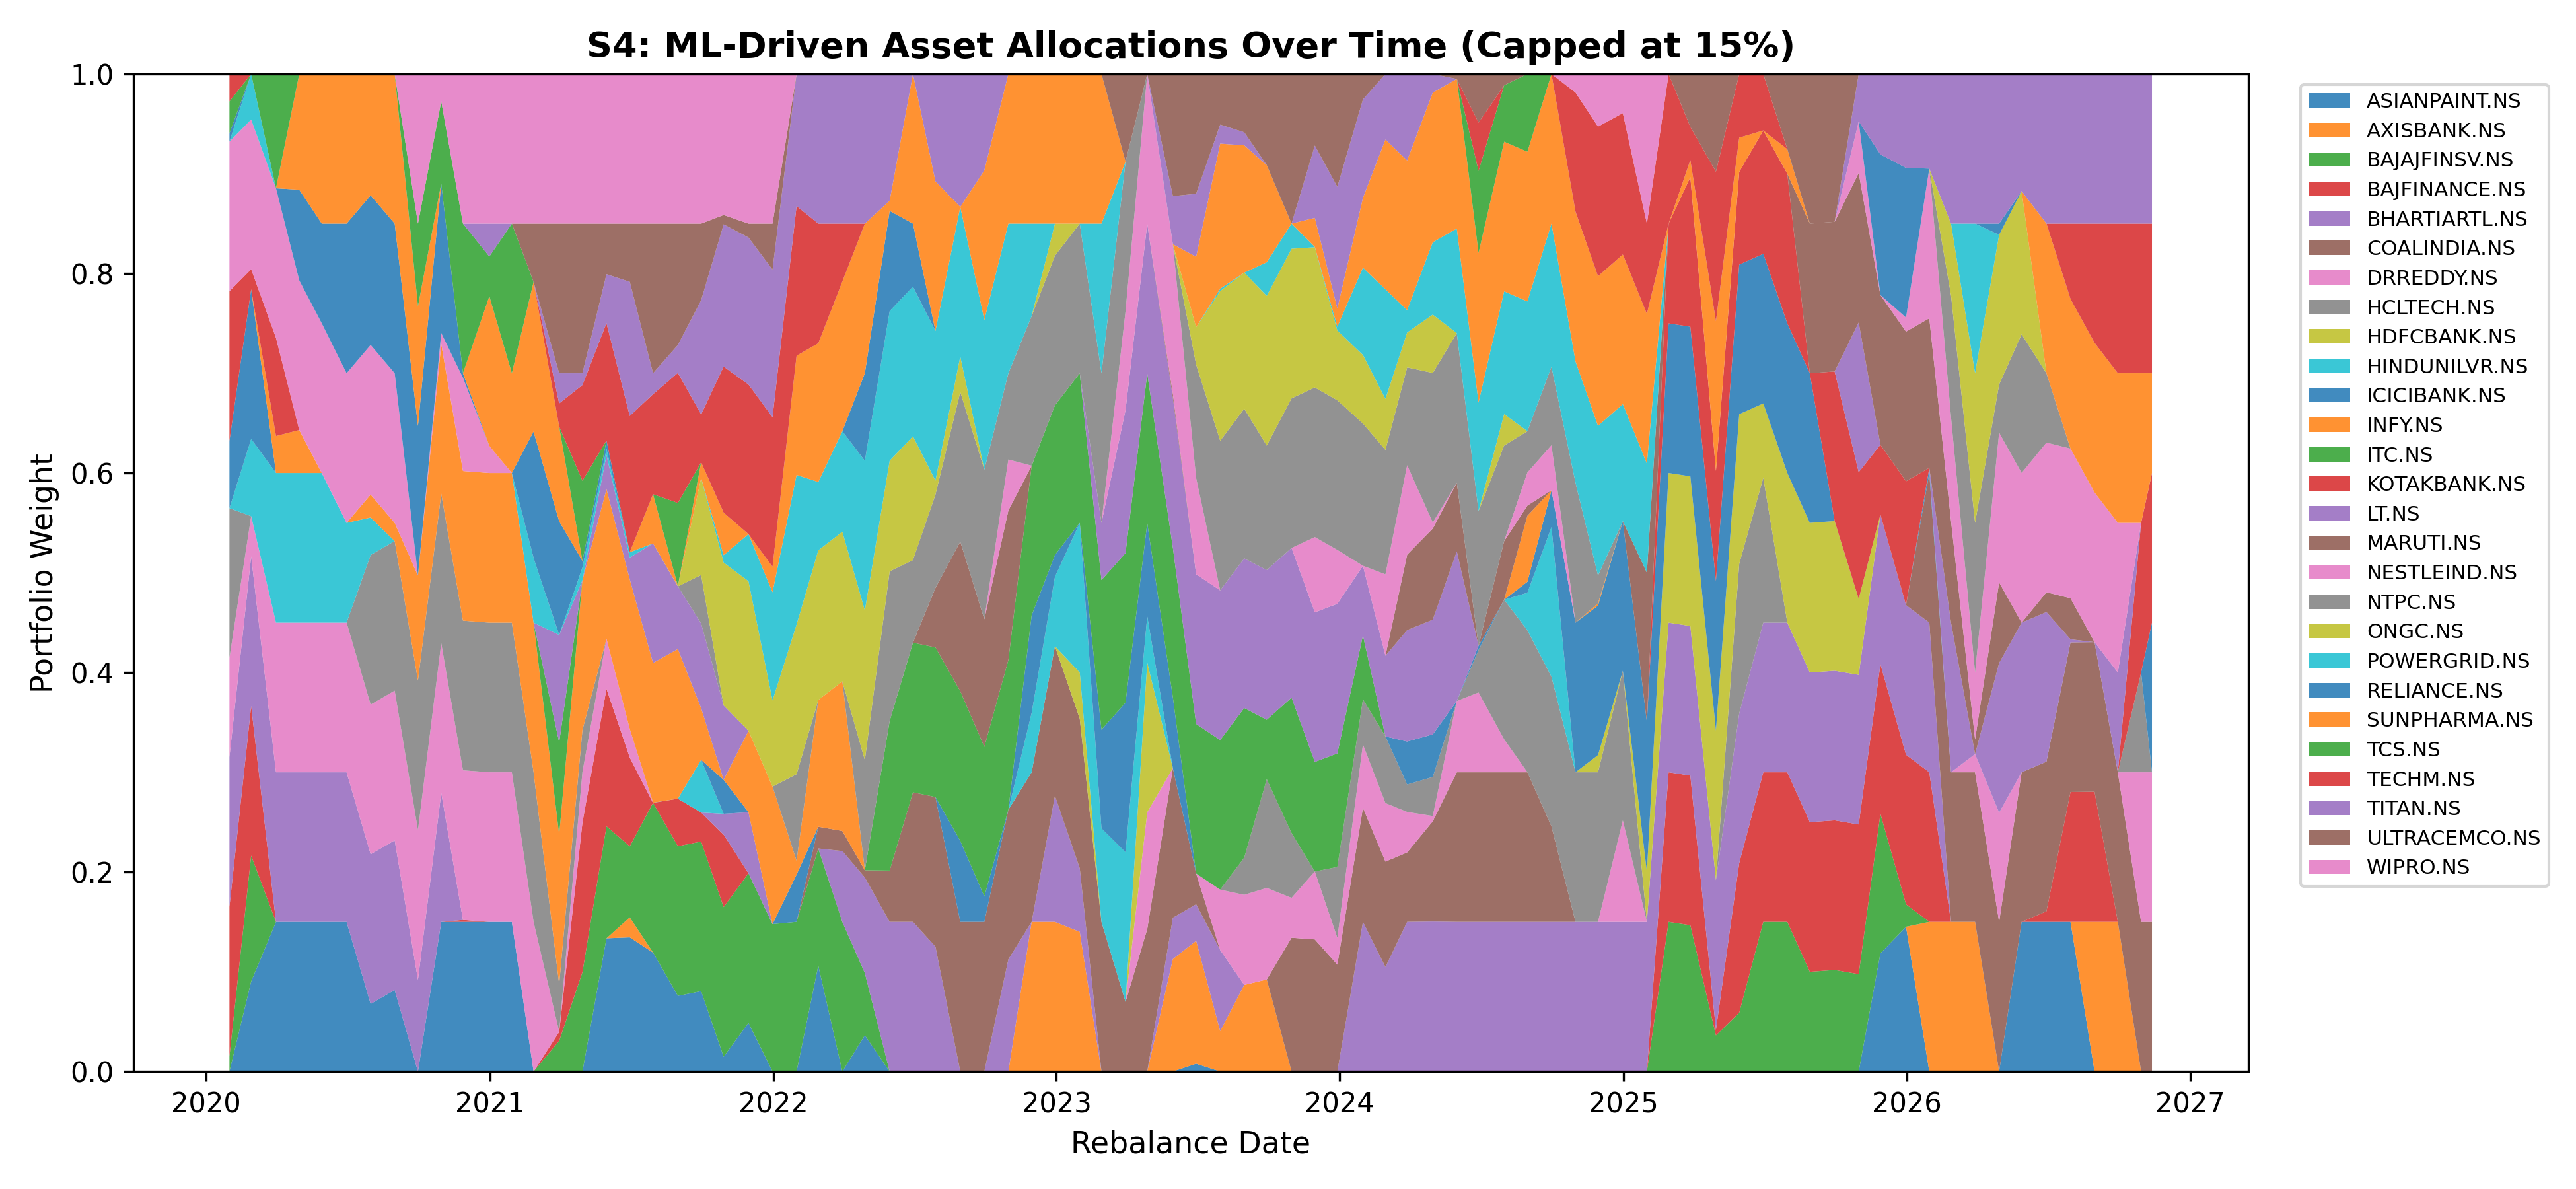 S4: ML-Driven Asset Allocations Over Time (Capped at 15%)
1.0
0.8
0.6
0.4
0.2
0.0
Portfolio Weight
2020 2021 2022 2023 2024 2025 2026 2027
Rebalance Date
ASIANPAINT.NS
AXISBANK.NS
BAJAJFINSV.NS
BAJFINANCE.NS
BHARTIARTL.NS
COALINDIA.NS
DRREDDY.NS
HCLTECH.NS
HDFCBANK.NS
HINDUNILVR.NS
ICICIBANK.NS
INFY.NS
ITC.NS
KOTAKBANK.NS
LT.NS
MARUTI.NS
NESTLEIND.NS
NTPC.NS
ONGC.NS
POWERGRID.NS
RELIANCE.NS
SUNPHARMA.NS
TCS.NS
TECHM.NS
TITAN.NS
ULTRACEMCO.NS
WIPRO.NS